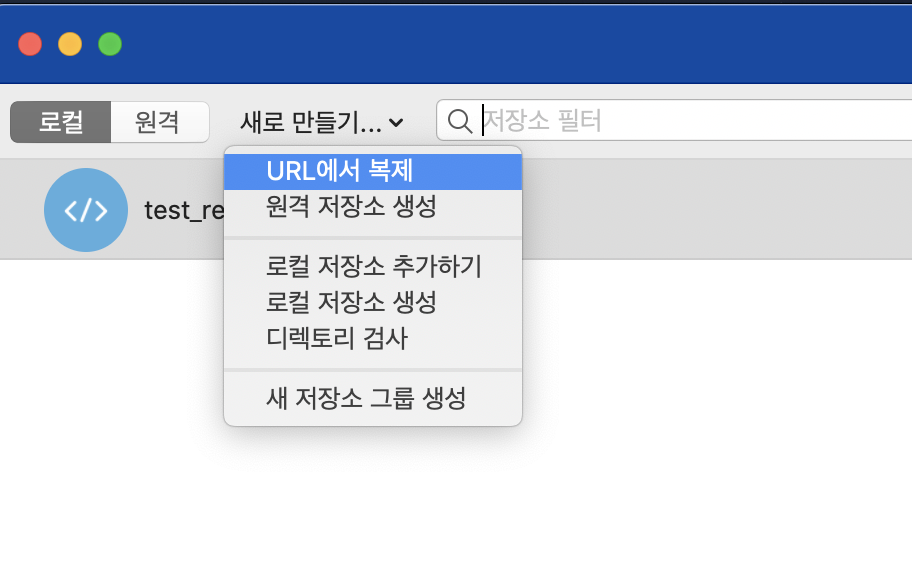 로컬 원격 새로 만들기... 저장소 필터
URL에서 복제
원격 저장소 생성
</> test_re
로컬 저장소 추가하기
로컬 저장소 생성
디렉토리 검사
새 저장소 그룹 생성